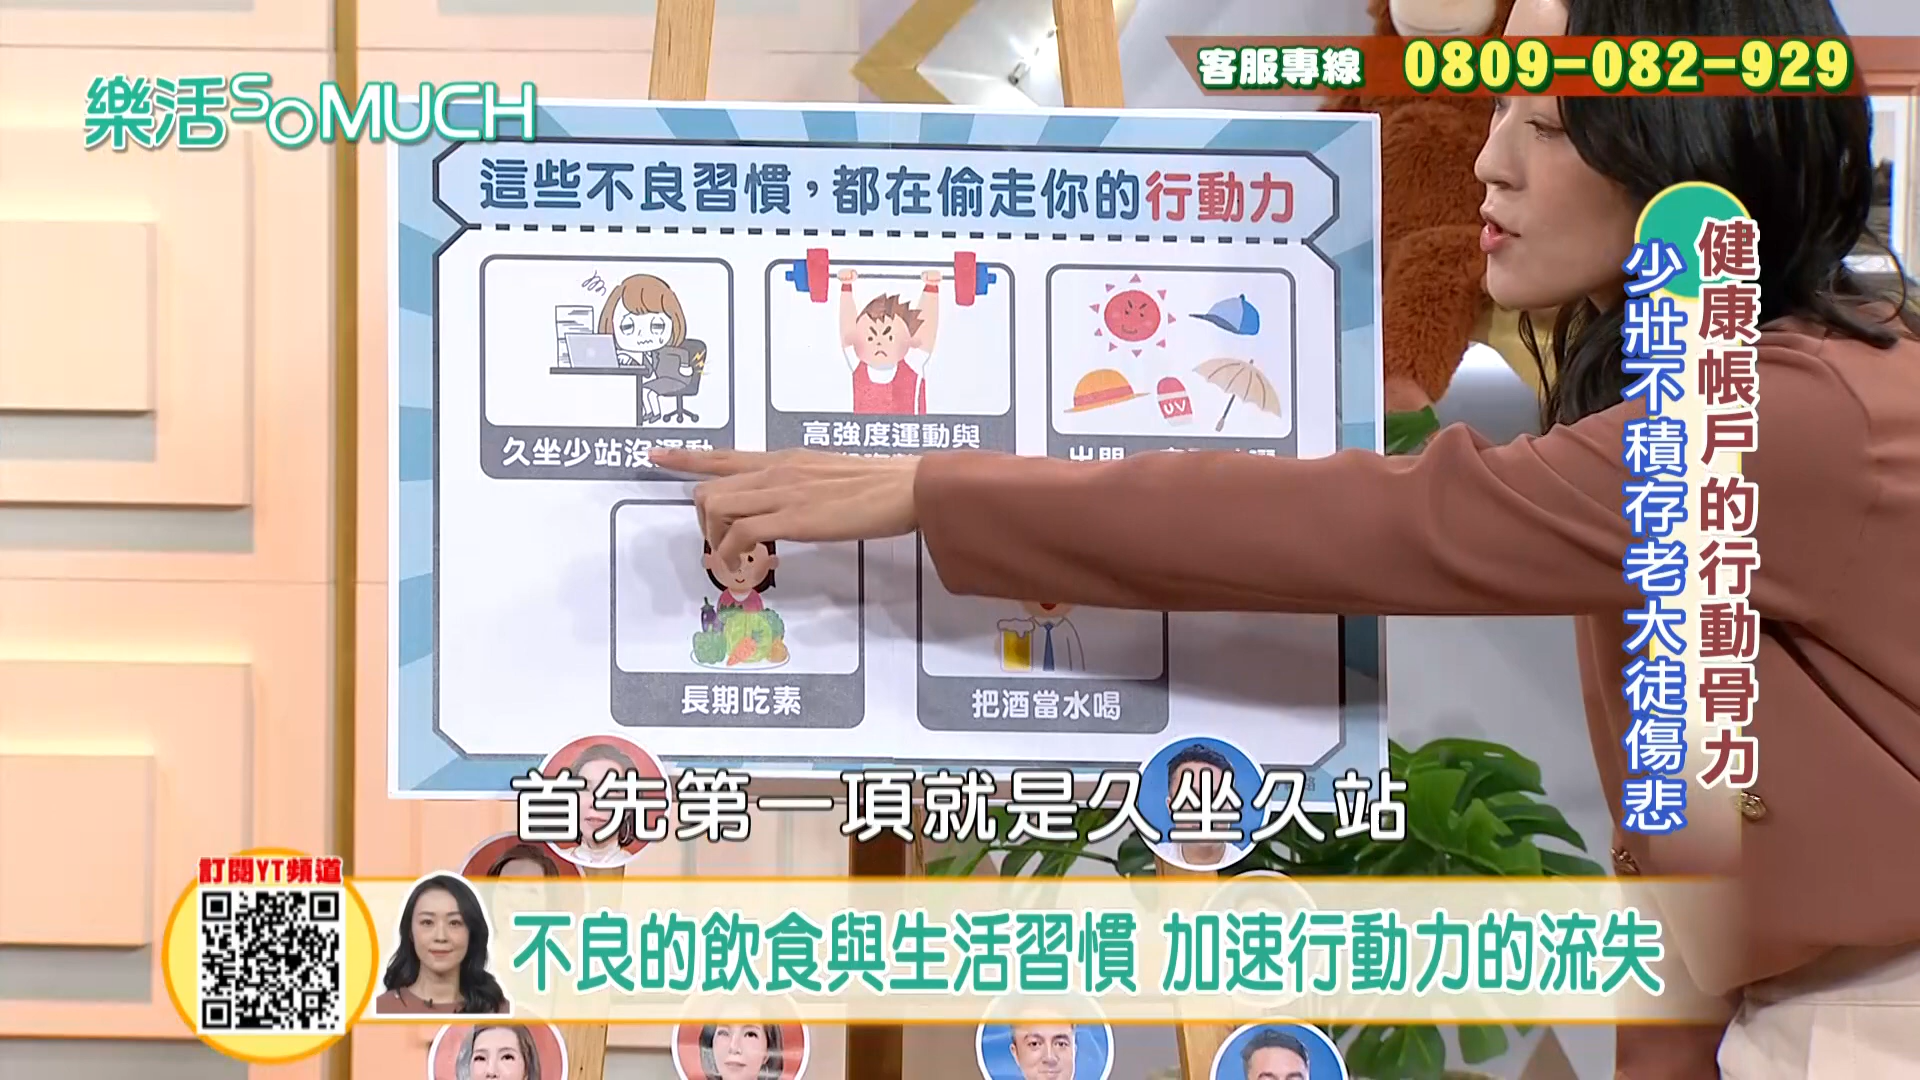 樂活SOMUCH
客服專線 0809-082-929
這些不良習慣,都在偷走你的行動力
久坐少站沒運動
高強度運動與
UV
長期吃素
把酒當水喝
健康帳戶的行動骨力
少壯不積存老大徒傷悲
首先第一項就是久坐久站
訂閱YT頻道
不良的飲食與生活習慣 加速行動力的流失